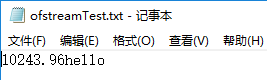 ofstreamTest.txt - 记事本
文件(F) 编辑(E) 格式(O) 查看(V) 帮助(H)
10243.96hello